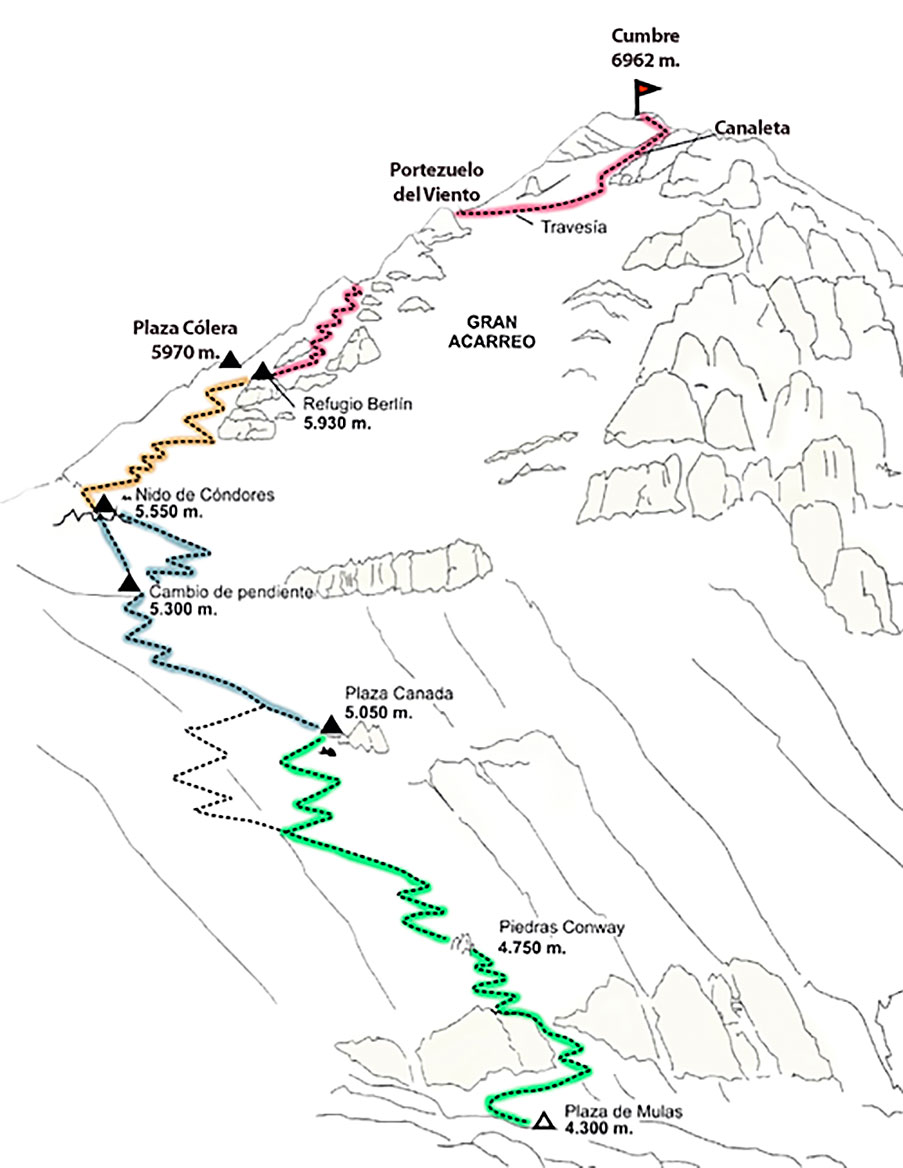 Cumbre
6962 m.
Canaleta
Portezuelo
del Viento
Travesía
GRAN
ACARREO
Plaza Cólera
5970 m.
Refugio Berlín
5.930 m.
Nido de Cóndores
5.550 m.
Cambio de pendiente
5.300 m.
Plaza Canada
5.050 m.
Piedras Conway
4.750 m.
Plaza de Mulas
4.300 m.